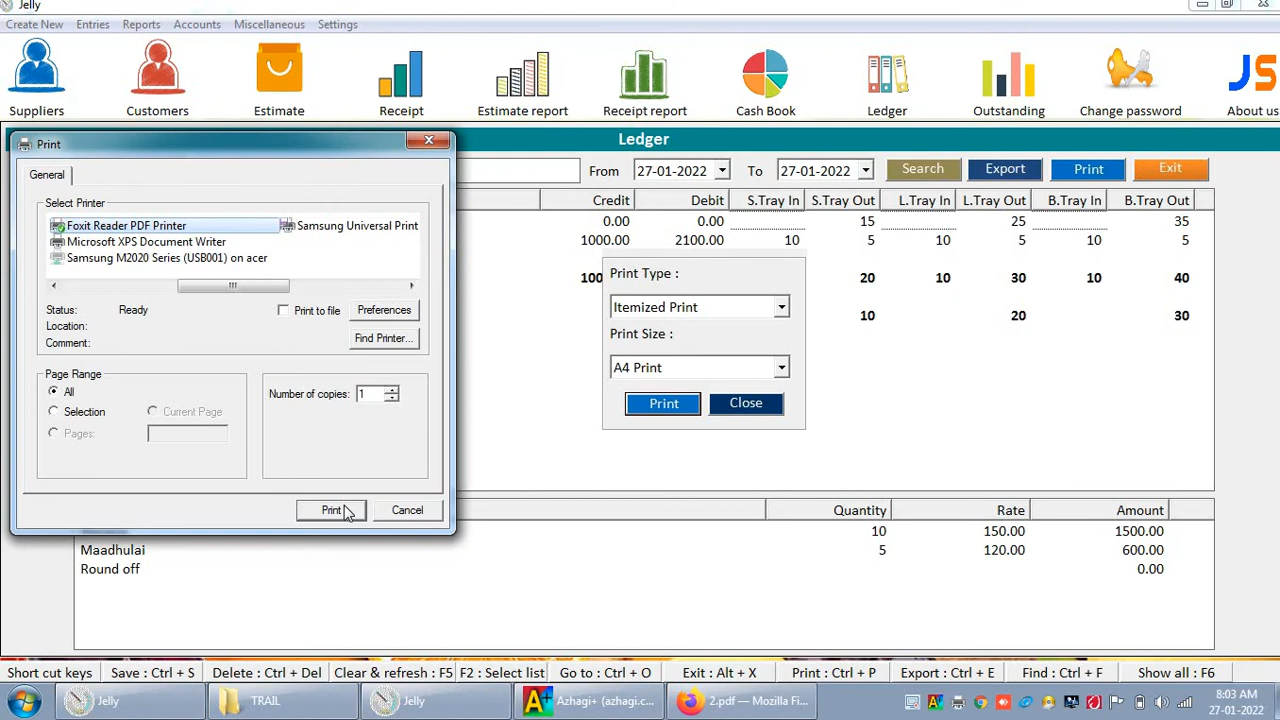 Jelly
Create New Entries Reports Accounts Miscellaneous Settings
Suppliers Customers Estimate Receipt Estimate report Receipt report Cash Book Ledger Outstanding Change password About us
JS
Ledger
Print
General
Select Printer
Foxit Reader PDF Printer Samsung Universal Print
Microsoft XPS Document Writer
Samsung M2020 Series (USB001) on acer
Status: Ready Print to file Preferences
Location:
Comment: Find Printer...
Page Range
All
Selection Current Page
Pages:
Number of copies: 1
Print Cancel
From 27-01-2022 To 27-01-2022 Search Export Print Exit
Credit Debit S.Tray In S.Tray Out L.Tray In L.Tray Out B.Tray In B.Tray Out
0.00 0.00 15 25 35
1000.00 2100.00 10 5 10 5 10 5
20 10 30 10 40
10 20 30
Print Type :
Itemized Print
Print Size :
A4 Print
Print Close
Quantity Rate Amount
10 150.00 1500.00
Maadhulai 5 120.00 600.00
Round off 0.00
Short cut keys Save : Ctrl + S Delete : Ctrl + Del Clear & refresh : F5 F2 : Select list Go to : Ctrl + O Exit : Alt + X Print : Ctrl + P Export : Ctrl + E Find : Ctrl + F Show all : F6
Jelly TRAIL Jelly Azhagi+ (azhagi.c... 2.pdf — Mozilla Fi...
8:03 AM
27-01-2022